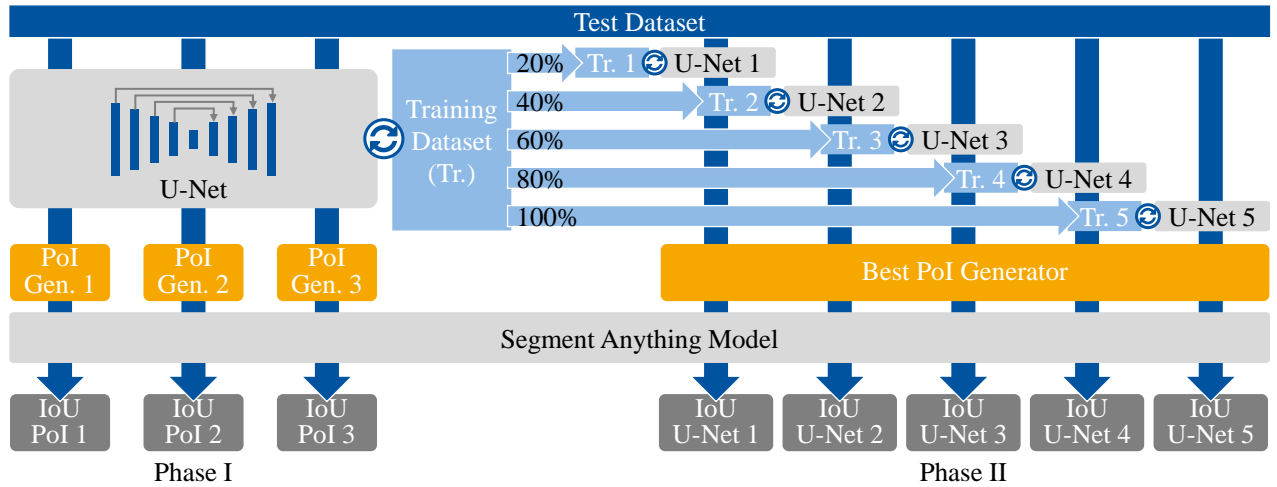 Test Dataset
U-Net
Training
Dataset
(Tr.)
20%
Tr. 1
U-Net 1
40%
Tr. 2
U-Net 2
60%
Tr. 3
U-Net 3
80%
Tr. 4
U-Net 4
100%
Tr. 5
U-Net 5
PoI
Gen. 1
PoI
Gen. 2
PoI
Gen. 3
Best PoI Generator
Segment Anything Model
IoU
PoI 1
IoU
PoI 2
IoU
PoI 3
IoU
U-Net 1
IoU
U-Net 2
IoU
U-Net 3
IoU
U-Net 4
IoU
U-Net 5
Phase I
Phase II